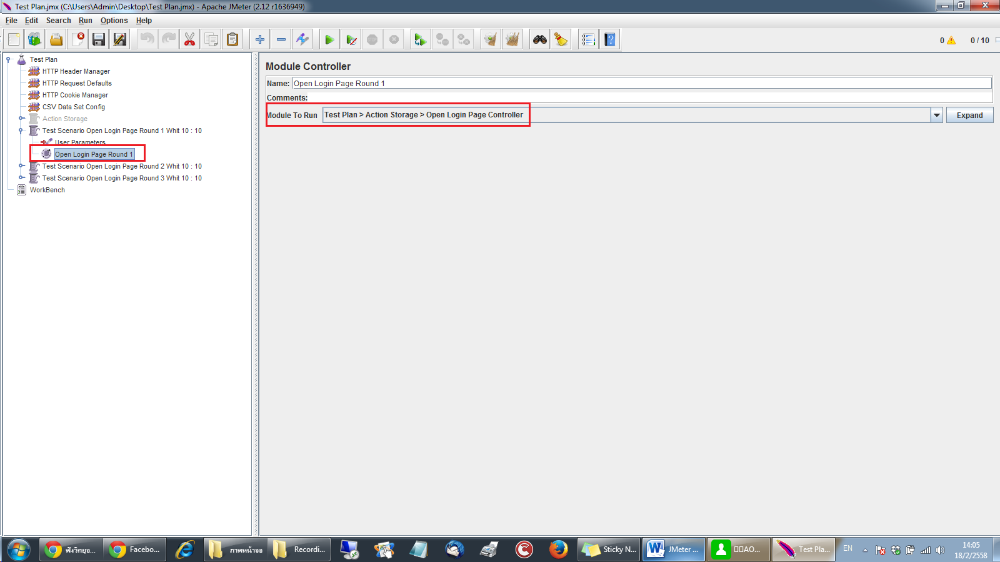 Test Plan.jmx (C:\Users\Admin\Desktop\Test Plan.jmx) - Apache JMeter (2.12 r1636949)
File Edit Search Run Options Help
0 0 / 10
Test Plan
HTTP Header Manager
HTTP Request Defaults
HTTP Cookie Manager
CSV Data Set Config
Action Storage
Test Scenario Open Login Page Round 1 Whit 10 : 10
User Parameters
Open Login Page Round 1
Test Scenario Open Login Page Round 2 Whit 10 : 10
Test Scenario Open Login Page Round 3 Whit 10 : 10
WorkBench
Module Controller
Name: Open Login Page Round 1
Comments:
Module To Run Test Plan > Action Storage > Open Login Page Controller
Expand
ฟังวิทยุอ... Facebo... ภาพหน้าจอ Recordi... Sticky N... JMeter ... AO... Test Pla... EN
14:05
18/2/2558